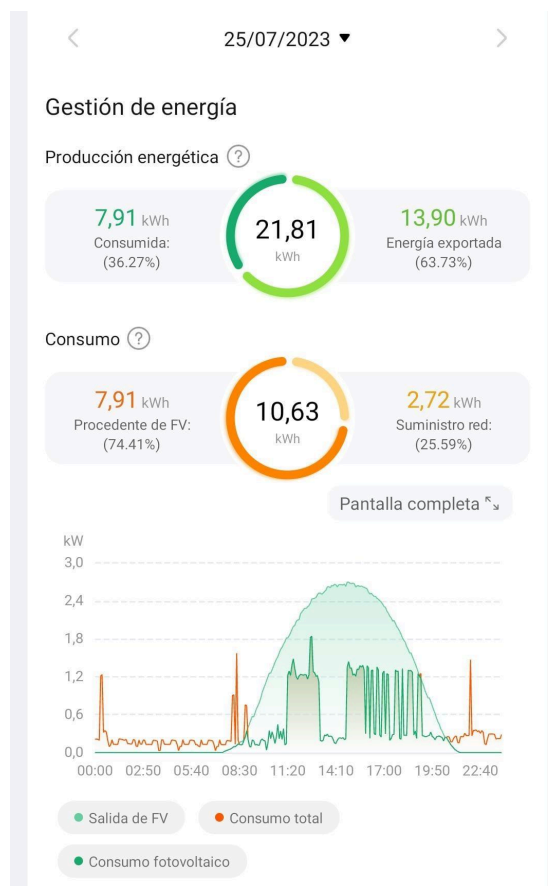 25/07/2023 ▼
Gestión de energía
Producción energética ?
7,91 kWh
Consumida:
(36.27%)
21,81
kWh
13,90 kWh
Energía exportada
(63.73%)
Consumo ?
7,91 kWh
Procedente de FV:
(74.41%)
10,63
kWh
2,72 kWh
Suministro red:
(25.59%)
Pantalla completa
kW
3,0
2,4
1,8
1,2
0,6
0,0
00:00 02:50 05:40 08:30 11:20 14:10 17:00 19:50 22:40
Salida de FV
Consumo total
Consumo fotovoltaico